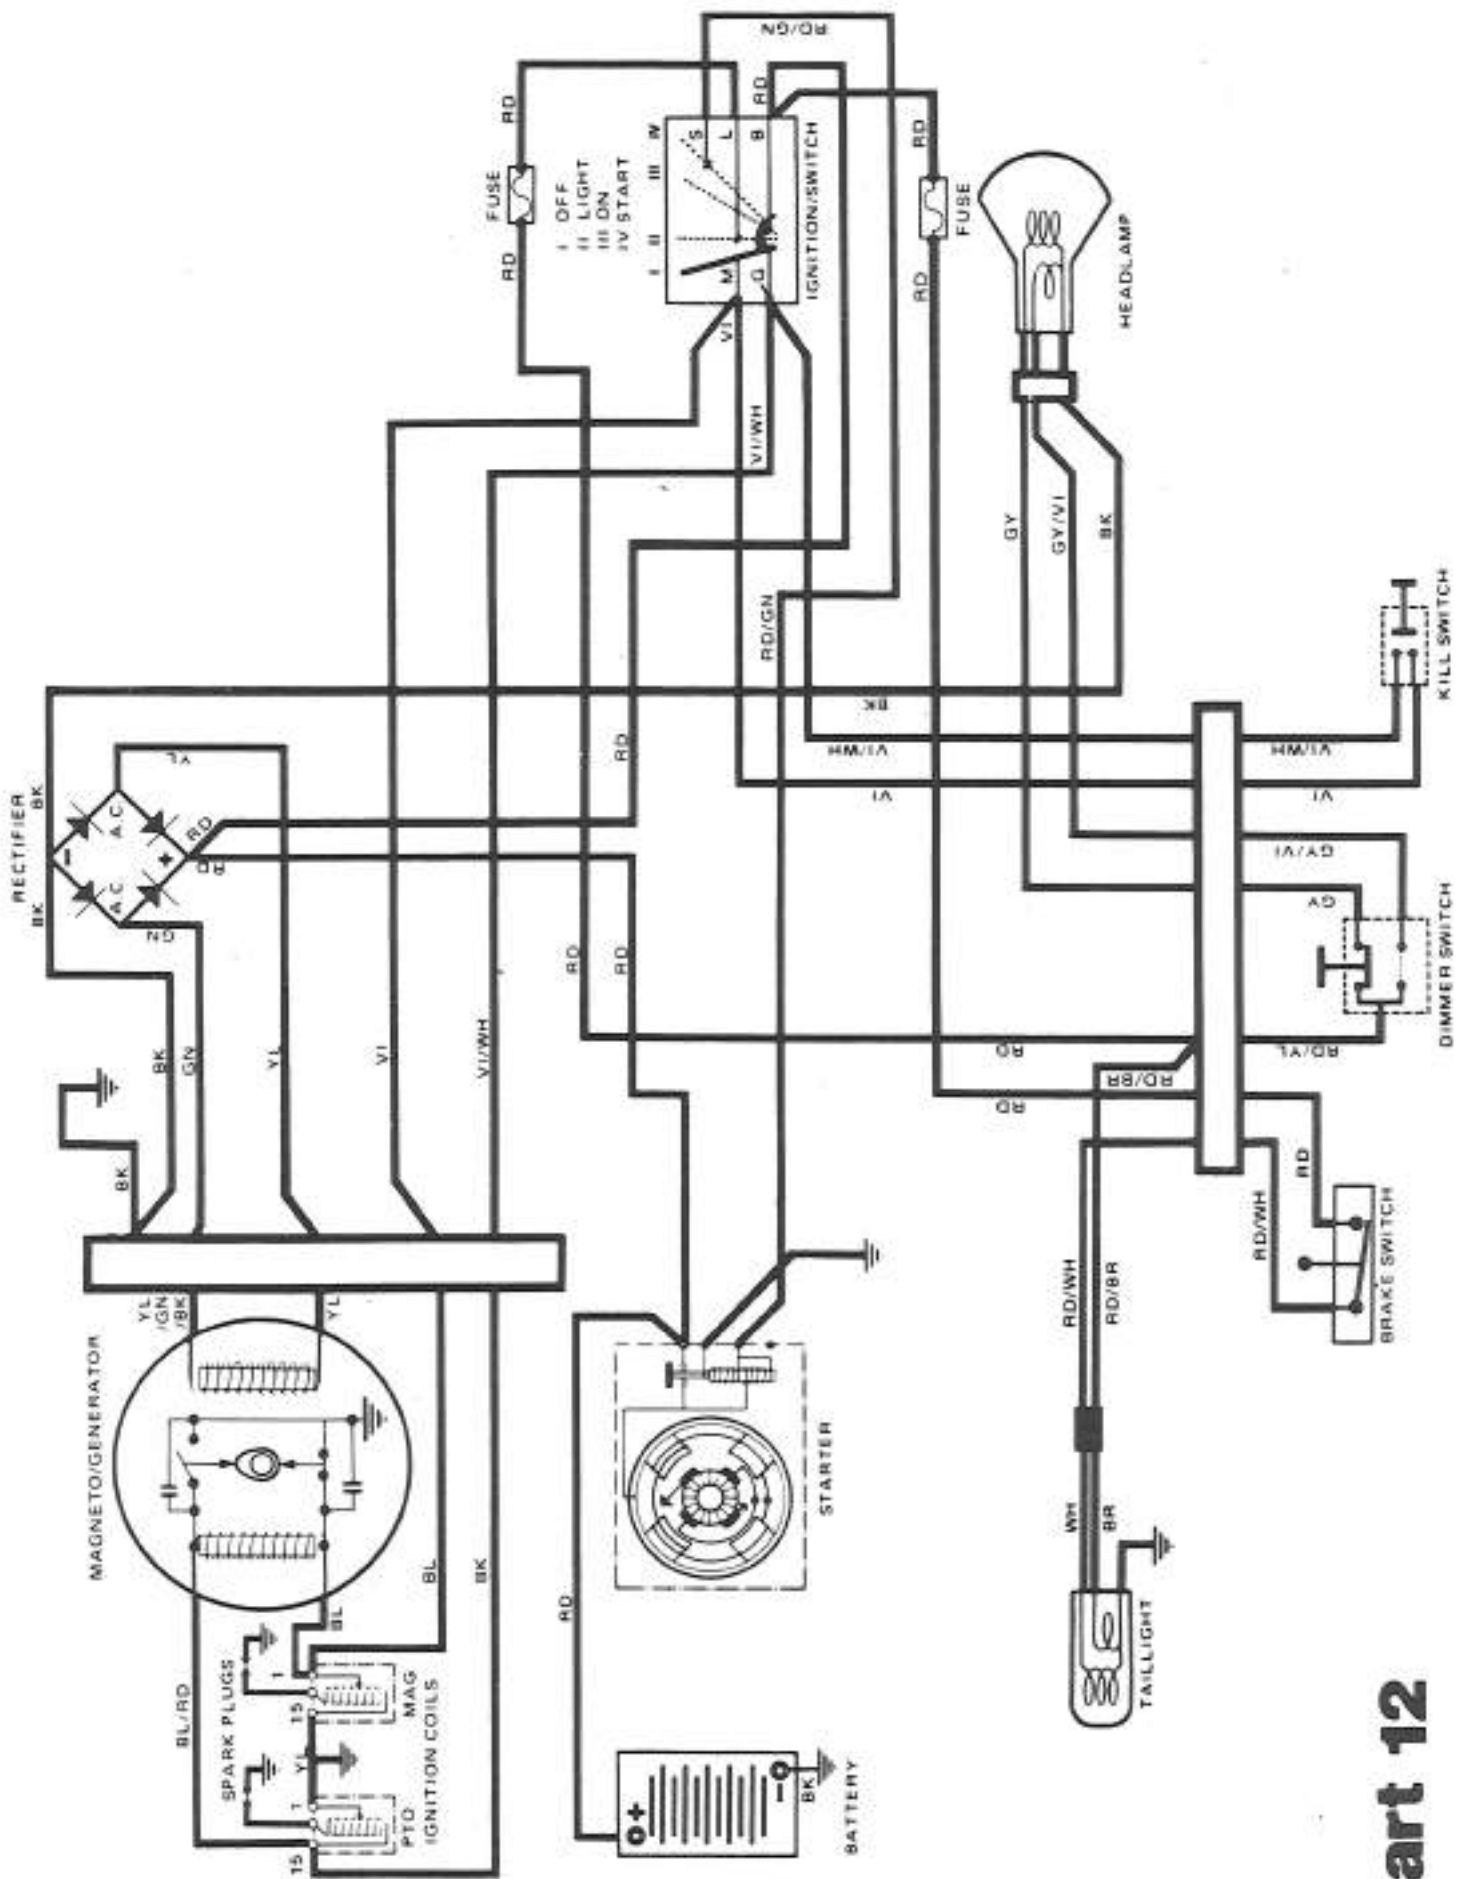 MAGNETO/GENERATOR
SPARK PLUGS
BL/RD
15
1
YL
15
1
BL
PTO
MAG
IGNITION COILS
BL
BK
YL
/GN
/BK
YL
BK
BK
GN
YL
VI
VI/WH
RECTIFIER
BK
BK
A.C.
A.C.
-
+
GN
YL
RD
RD
RD
RD
RD
FUSE
RD
RD
I OFF
II LIGHT
III ON
IV START
I
II
III
IV
S
L
B
M
G
IGNITION/SWITCH
RD/GN
RD
VI
VI/WH
RD/GN
RD
FUSE
RD
HEADLAMP
GY
GY/VI
BK
BK
VI/WH
VI
VI/WH
VI
GY/VI
GY
KILL SWITCH
DIMMER SWITCH
RD
RD/YL
RD/BR
RD
RD
RD/WH
BRAKE SWITCH
RD/WH
RD/BR
WH
BR
TAILLIGHT
STARTER
RD
+
-
BK
BATTERY
art 12